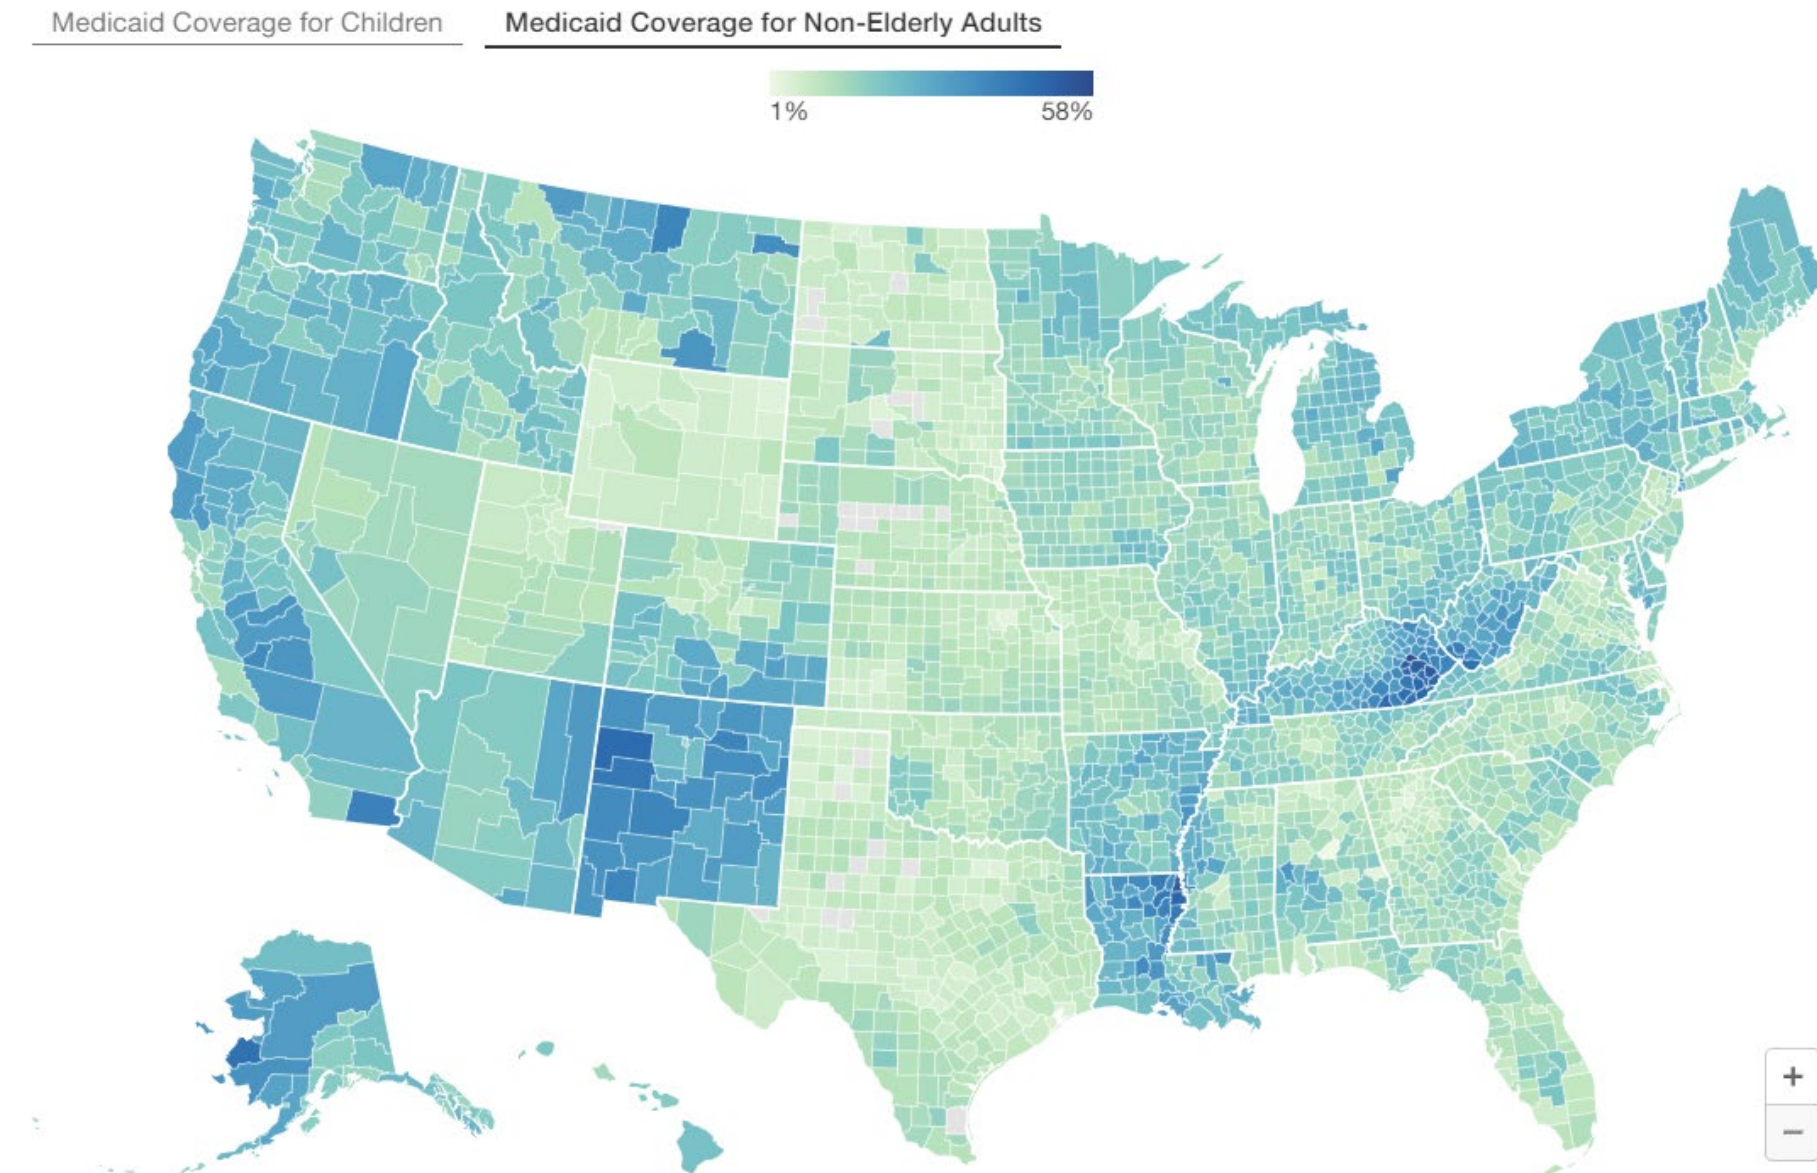 Medicaid Coverage for Children
Medicaid Coverage for Non-Elderly Adults
1%
58%
+
−